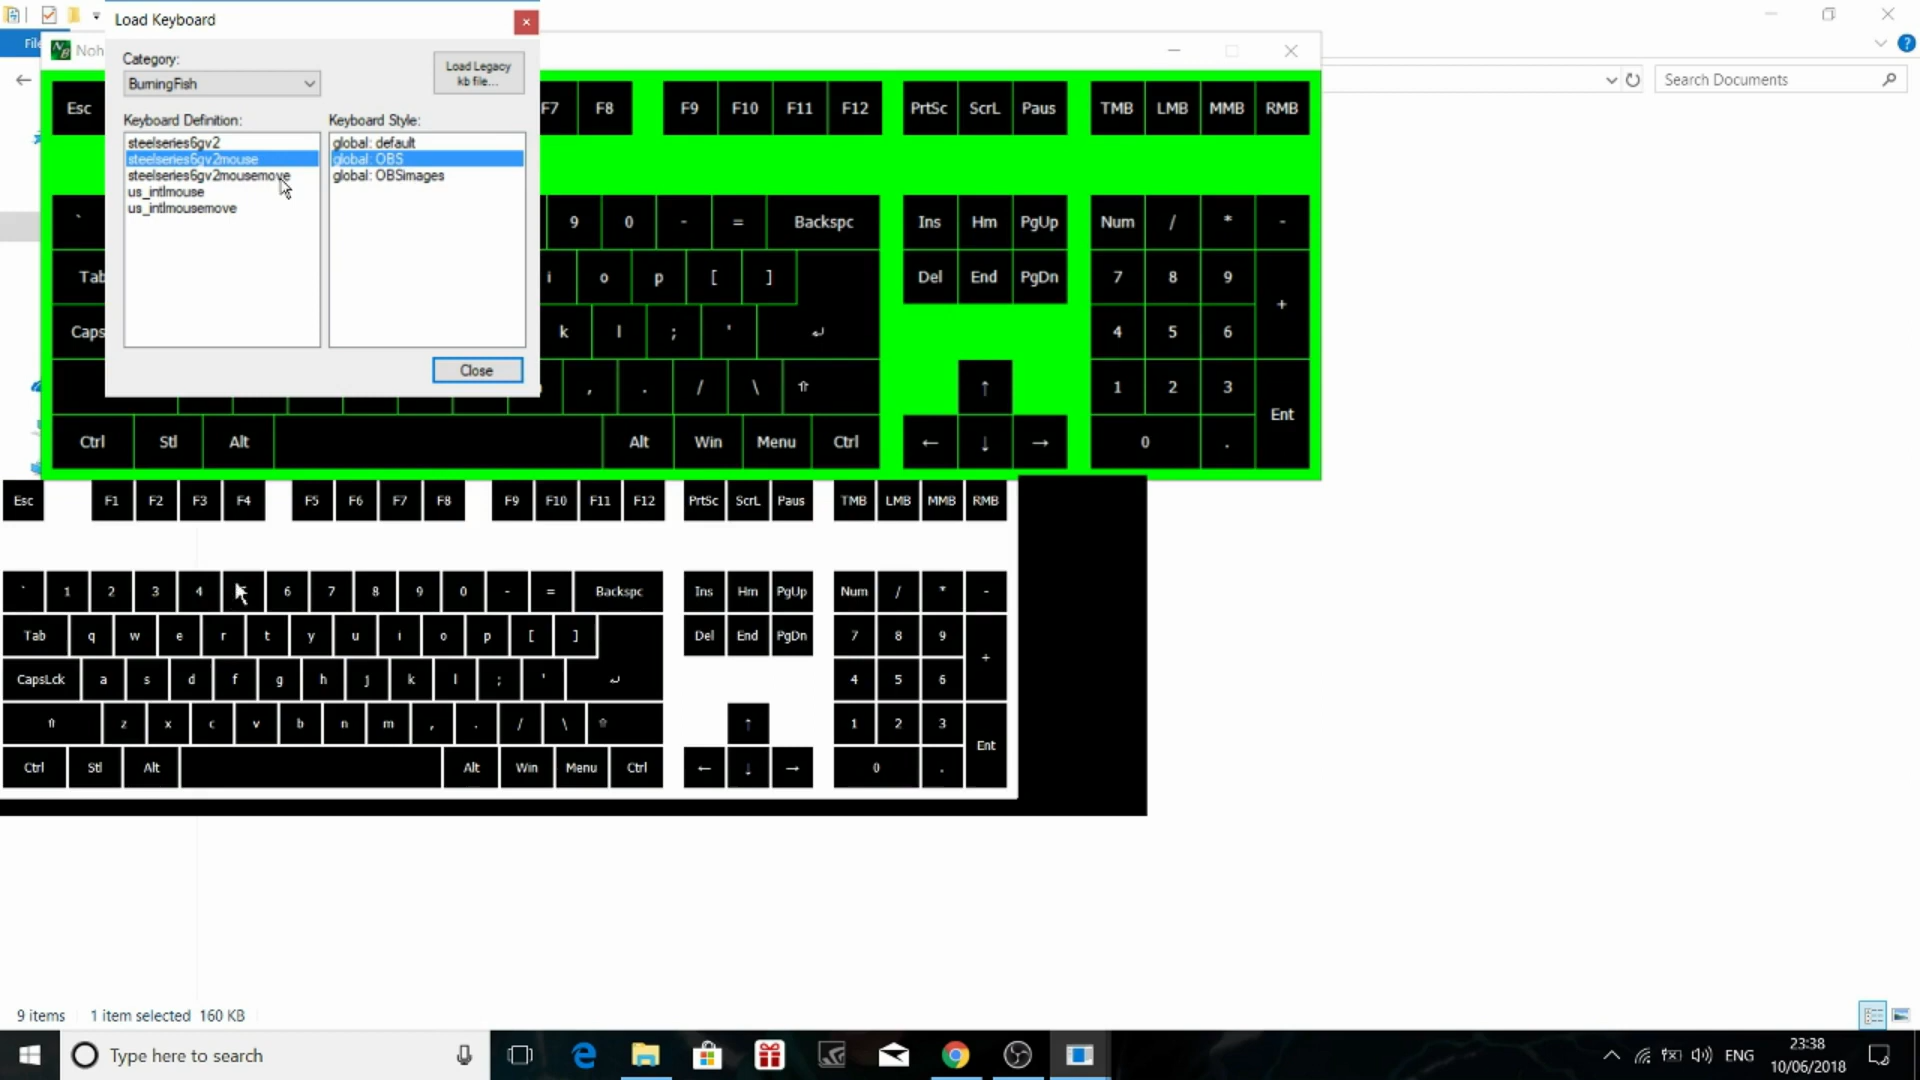 Load Keyboard
File
Noh
Category:
BurningFish
Load Legacy
kb file...
Keyboard Definition:
steelseries6gv2
steelseries6gv2mouse
steelseries6gv2mousemove
us_intlmouse
us_intlmousemove
Keyboard Style:
global: default
global: OBS
global: OBSimages
Close
Search Documents
Esc F7 F8 F9 F10 F11 F12 PrtSc ScrL Paus TMB LMB MMB RMB
` 9 0 - = Backspc Ins Hm PgUp Num / * -
Tab i o p [ ] Del End PgDn 7 8 9 +
Caps k l ; ' ↵ 4 5 6
, . / \ ⇧ ↑ 1 2 3 Ent
Ctrl Stl Alt Alt Win Menu Ctrl ← ↓ → 0 .
Esc F1 F2 F3 F4 F5 F6 F7 F8 F9 F10 F11 F12 PrtSc ScrL Paus TMB LMB MMB RMB
` 1 2 3 4 6 7 8 9 0 - = Backspc Ins Hm PgUp Num / * -
Tab q w e r t y u i o p [ ] Del End PgDn 7 8 9 +
CapsLck a s d f g h j k l ; ' ↵ 4 5 6
⇧ z x c v b n m , . / \ ⇧ ↑ 1 2 3 Ent
Ctrl Stl Alt Alt Win Menu Ctrl ← ↓ → 0 .
9 items 1 item selected 160 KB
Type here to search
ENG
23:38
10/06/2018